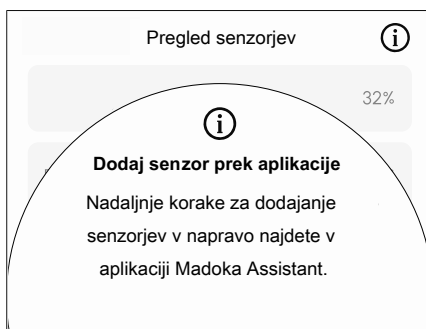 Pregled senzorjev
32%
Dodaj senzor prek aplikacije
Nadaljnje korake za dodajanje
senzorjev v napravo najdete v
aplikaciji Madoka Assistant.